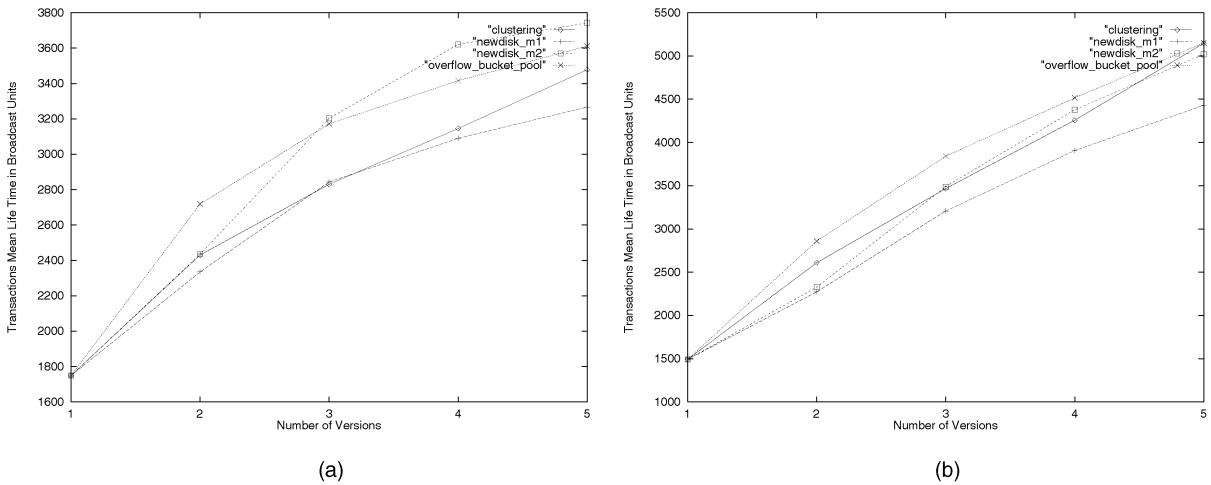 3800
3600
3400
3200
3000
2800
2600
2400
2200
2000
1800
1600
1 2 3 4 5
Transactions Mean Life Time in Broadcast Units
Number of Versions
"clustering"
"newdisk_m1"
"newdisk_m2"
"overflow_bucket_pool"
(a)
5500
5000
4500
4000
3500
3000
2500
2000
1500
1000
1 2 3 4 5
Transactions Mean Life Time in Broadcast Units
Number of Versions
"clustering"
"newdisk_m1"
"newdisk_m2"
"overflow_bucket_pool"
(b)